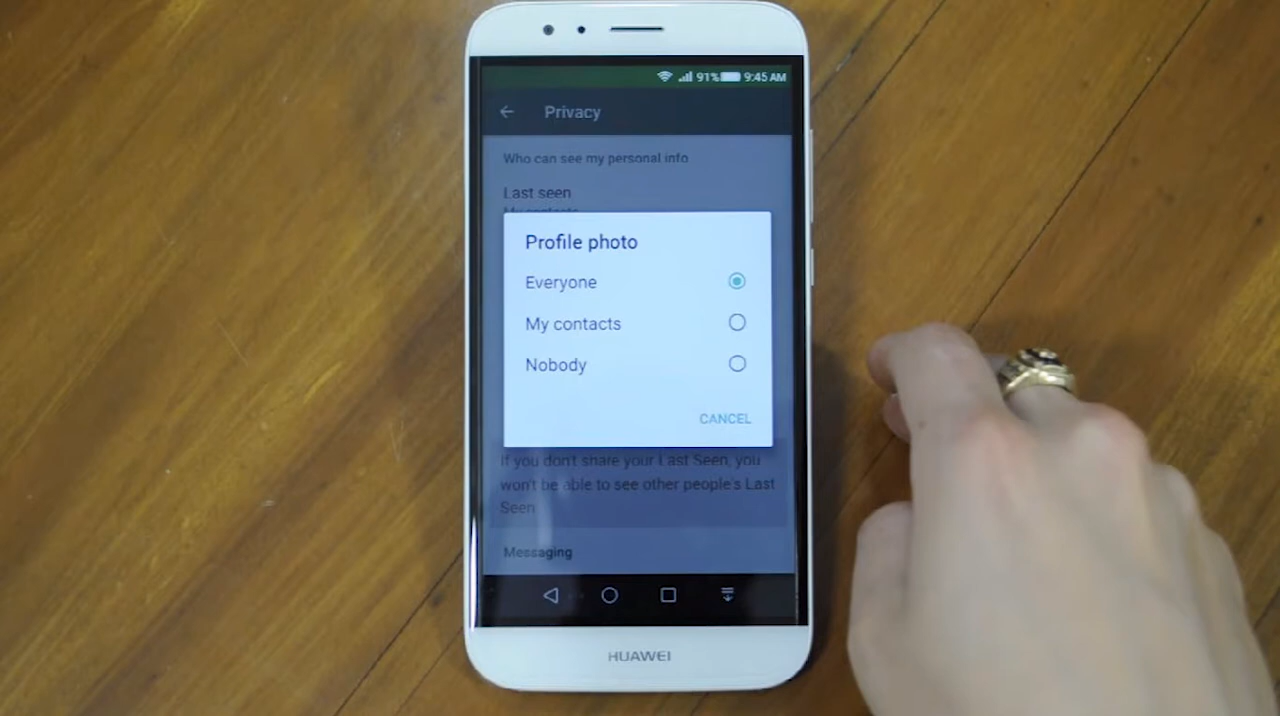 91% 9:45 AM
Privacy
Who can see my personal info
Last seen
My contacts
Profile photo
Everyone
My contacts
Nobody
CANCEL
If you don't share your Last Seen, you
won't be able to see other people's Last
Seen
Messaging
HUAWEI